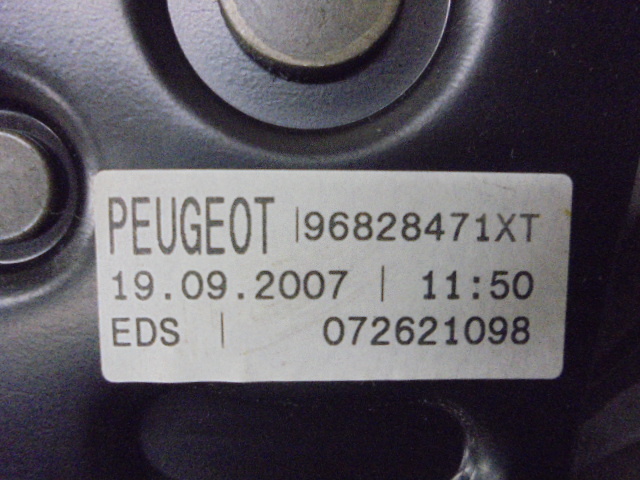 PEUGEOT | 96828471XT
19.09.2007 | 11:50
EDS | 072621098